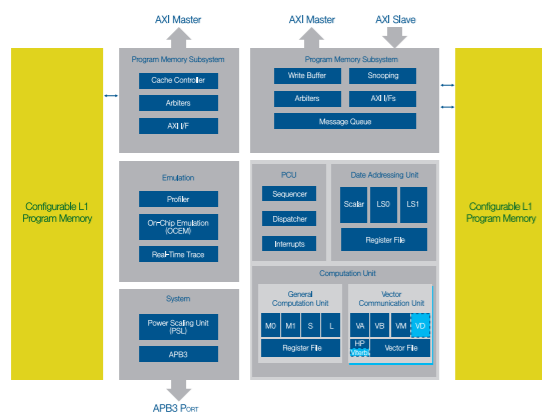 AXI Master
AXI Master
AXI Slave
Program Memory Subsystem
Cache Controller
Arbiters
AXI I/F
Program Memory Subsystem
Write Buffer
Snooping
Arbiters
AXI I/Fs
Message Queue
Configurable L1
Program Memory
Emulation
Profiler
On-Chip Emulation
(OCEM)
Real-Time Trace
PCU
Sequencer
Dispatcher
Interrupts
Date Addressing Unit
Scalar
LS0
LS1
Register File
Configurable L1
Program Memory
System
Power Scaling Unit
(PSL)
APB3
Computation Unit
General
Computation Unit
M0
M1
S
L
Register File
Vector
Communication Unit
VA
VB
VM
VD
HP
Viterbi
Vector File
APB3 Port